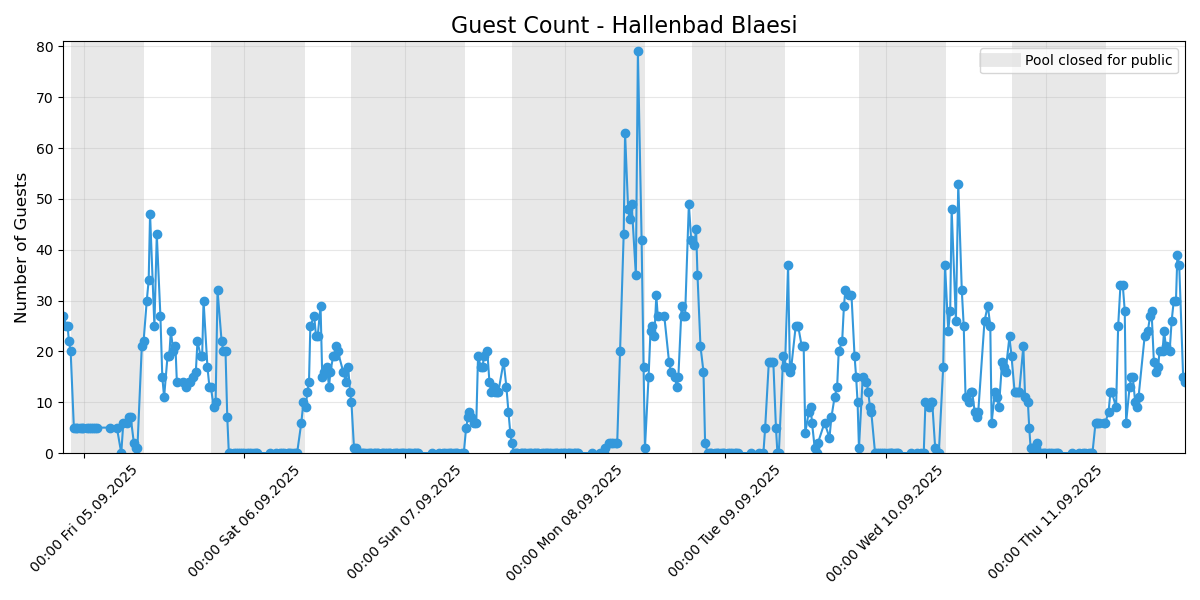 Guest Count - Hallenbad Blaesi
Pool closed for public
Number of Guests
80
70
60
50
40
30
20
10
0
00:00 Fri 05.09.2025
00:00 Sat 06.09.2025
00:00 Sun 07.09.2025
00:00 Mon 08.09.2025
00:00 Tue 09.09.2025
00:00 Wed 10.09.2025
00:00 Thu 11.09.2025